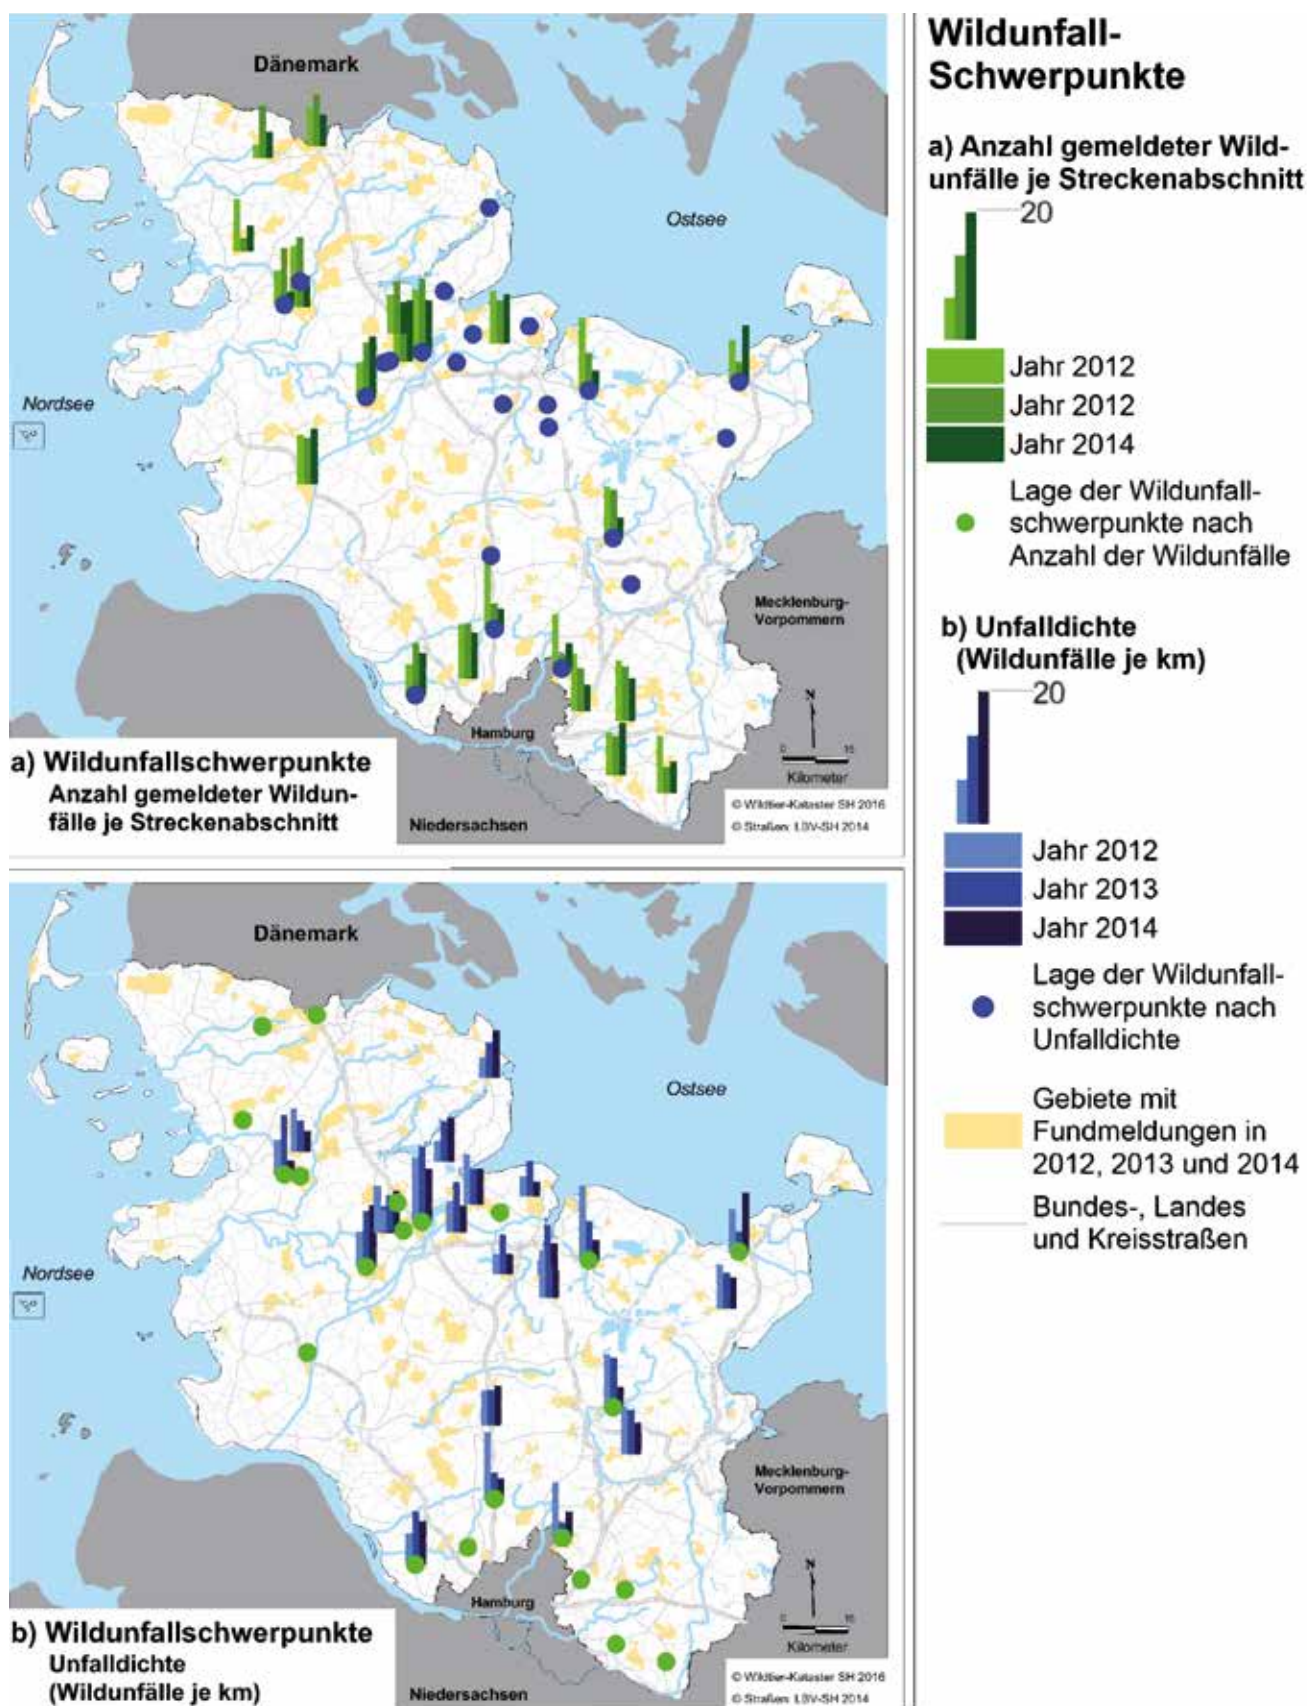 Dänemark
Ostsee
Nordsee
Mecklenburg-
Vorpommern
N
Hamburg
0 15
Kilometer
a) Wildunfallschwerpunkte
Anzahl gemeldeter Wildun-
fälle je Streckenabschnitt
Niedersachsen
© Wildtier-Kataster SH 2016
© Straßen: LBV-SH 2014
Dänemark
Ostsee
Nordsee
Mecklenburg-
Vorpommern
N
Hamburg
0 15
Kilometer
b) Wildunfallschwerpunkte
Unfalldichte
(Wildunfälle je km)
Niedersachsen
© Wildtier-Kataster SH 2016
© Straßen: LBV-SH 2014
Wildunfall-
Schwerpunkte
a) Anzahl gemeldeter Wild-
unfälle je Streckenabschnitt
20
Jahr 2012
Jahr 2012
Jahr 2014
Lage der Wildunfall-
schwerpunkte nach
Anzahl der Wildunfälle
b) Unfalldichte
(Wildunfälle je km)
20
Jahr 2012
Jahr 2013
Jahr 2014
Lage der Wildunfall-
schwerpunkte nach
Unfalldichte
Gebiete mit
Fundmeldungen in
2012, 2013 und 2014
Bundes-, Landes
und Kreisstraßen